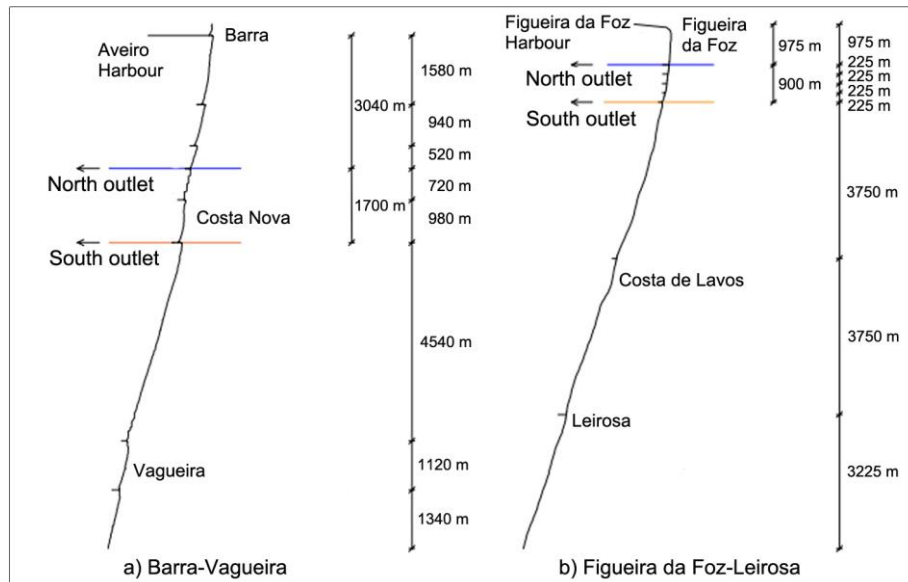 Barra
Aveiro
Harbour
1580 m
3040 m
940 m
520 m
North outlet
720 m
1700 m
Costa Nova
980 m
South outlet
4540 m
Vagueira
1120 m
1340 m
a) Barra-Vagueira
Figueira da Foz
Harbour
Figueira
da Foz
975 m
975 m
North outlet
225 m
225 m
900 m
225 m
225 m
South outlet
3750 m
Costa de Lavos
3750 m
Leirosa
3225 m
b) Figueira da Foz-Leirosa